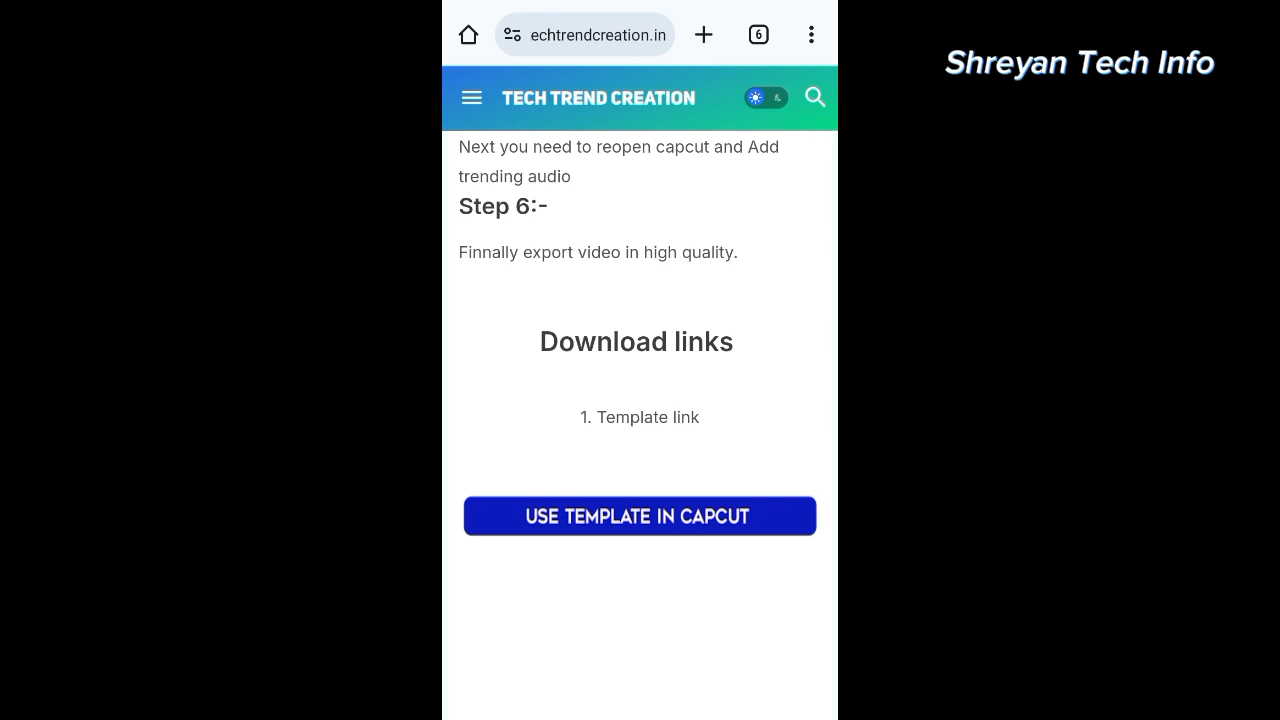 echtrendcreation.in
6
Shreyan Tech Info
TECH TREND CREATION
Next you need to reopen capcut and Add
trending audio
Step 6:-
Finnally export video in high quality.
Download links
1. Template link
USE TEMPLATE IN CAPCUT